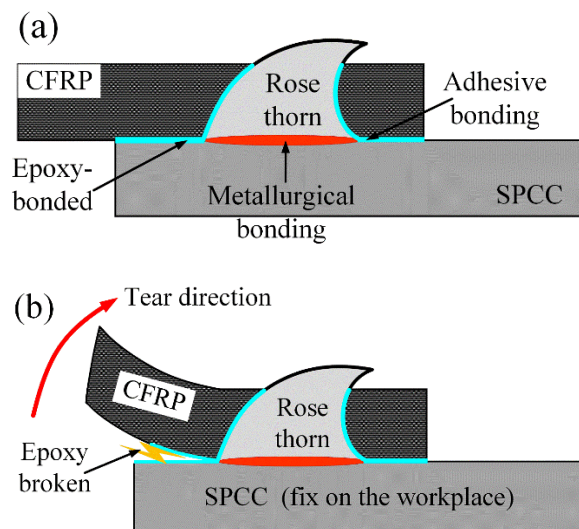 (a)
CFRP
Rose
thorn
Adhesive
bonding
Epoxy-
bonded
Metallurgical
bonding
SPCC
(b)
Tear direction
CFRP
Rose
thorn
Epoxy
broken
SPCC (fix on the workplace)